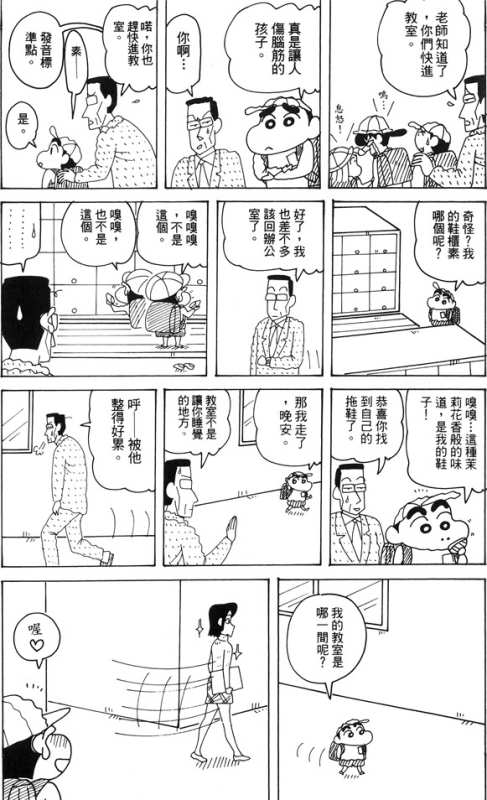 老師知道了
，你們快進
教室。
嗚…
息怒！
真是讓人
傷腦筋的
孩子。
你啊…
喏，你也
趕快進教
室。
素—
發音標
準點。
是。
奇怪？我
的鞋櫃素
哪個呢？
好了，我
也差不多
該回辦公
室了。
嗅嗅嗅
，不是
這個。
嗅嗅，
也不是
這個。
………
嗅嗅…這種茉
莉花香般的味
道，是我的鞋
子！
恭喜你找
到自己的
拖鞋了。
那我走了
，晚安。
教室不是
讓你睡覺
的地方。
呼——被他
整得好累。
我的教室是
哪一間呢？
喔♡